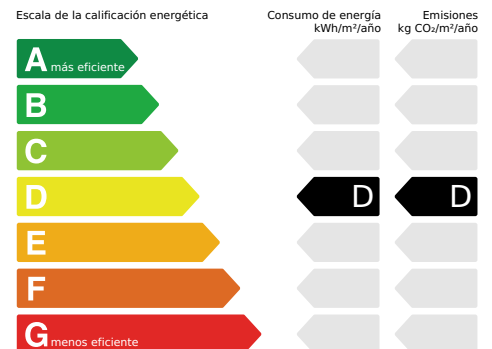 Escala de la calificación energética
Consumo de energía
kWh/m²/año
Emisiones
kg CO₂/m²/año
A más eficiente
B
C
D D D
E
F
G menos eficiente